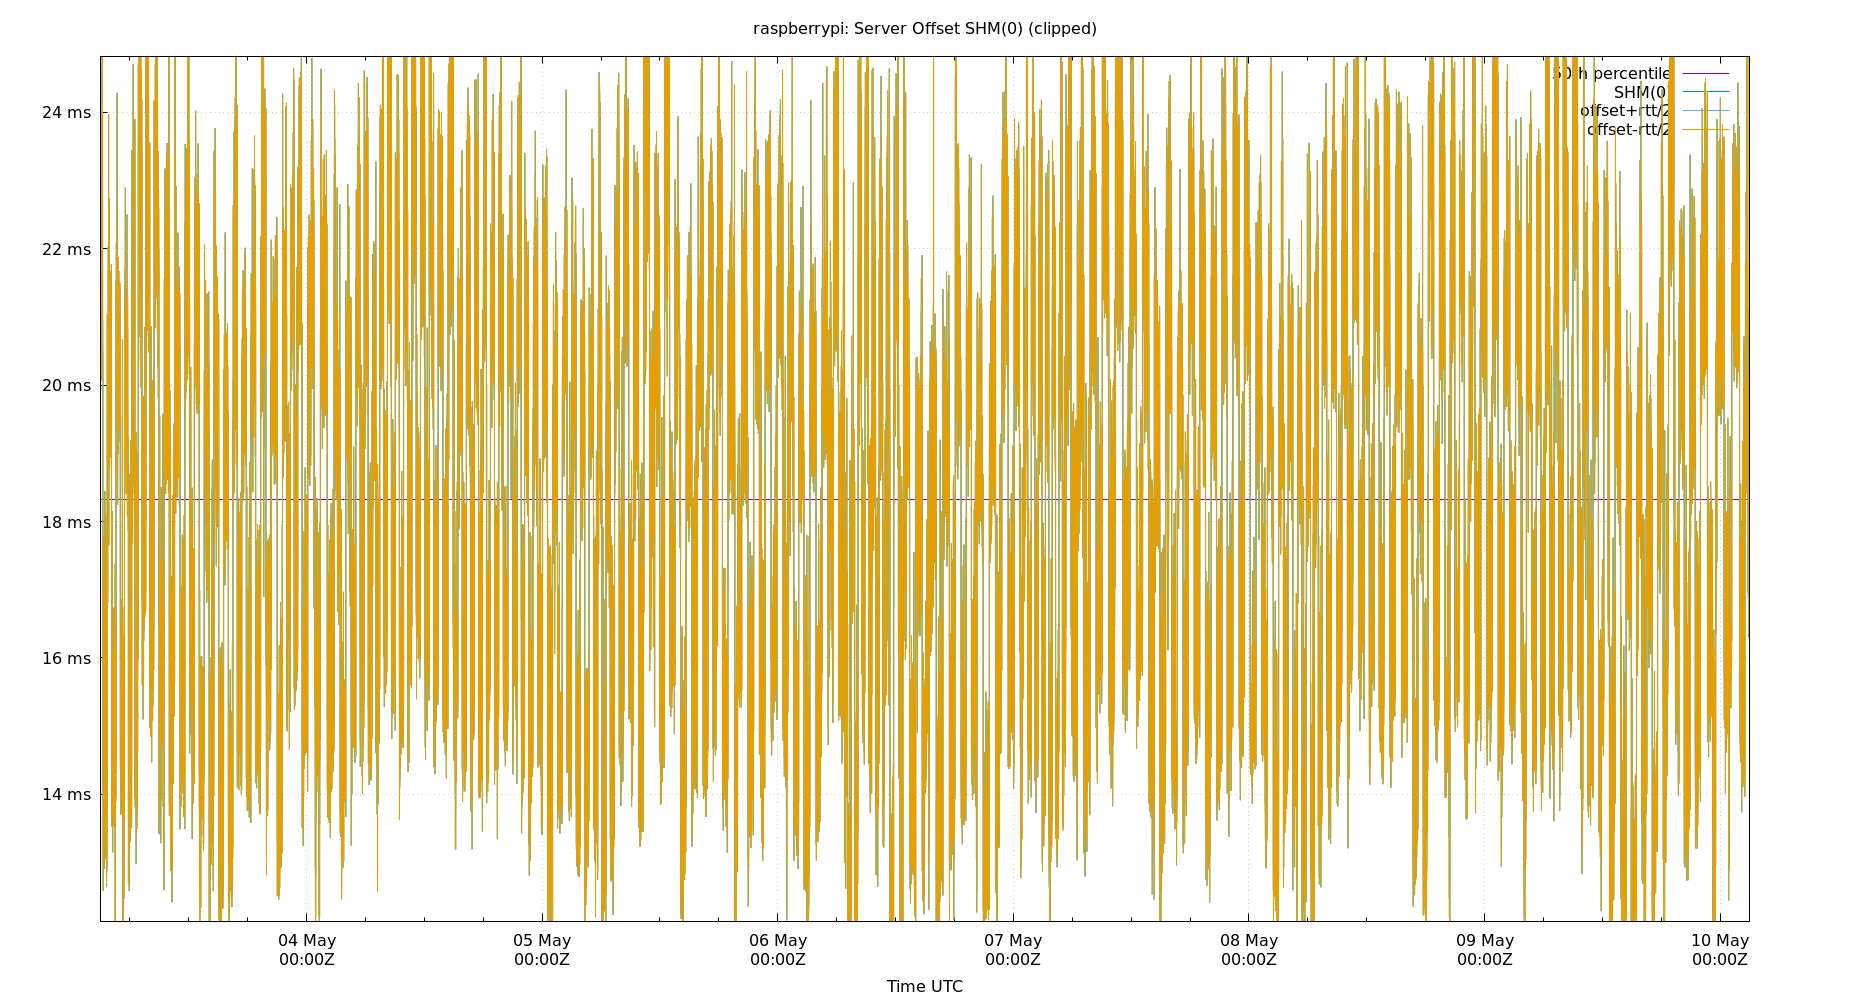 raspberrypi: Server Offset SHM(0) (clipped)
50th percentile
SHM(0)
offset+rtt/2
offset-rtt/2
24 ms
22 ms
20 ms
18 ms
16 ms
14 ms
04 May
00:00Z
05 May
00:00Z
06 May
00:00Z
07 May
00:00Z
08 May
00:00Z
09 May
00:00Z
10 May
00:00Z
Time UTC